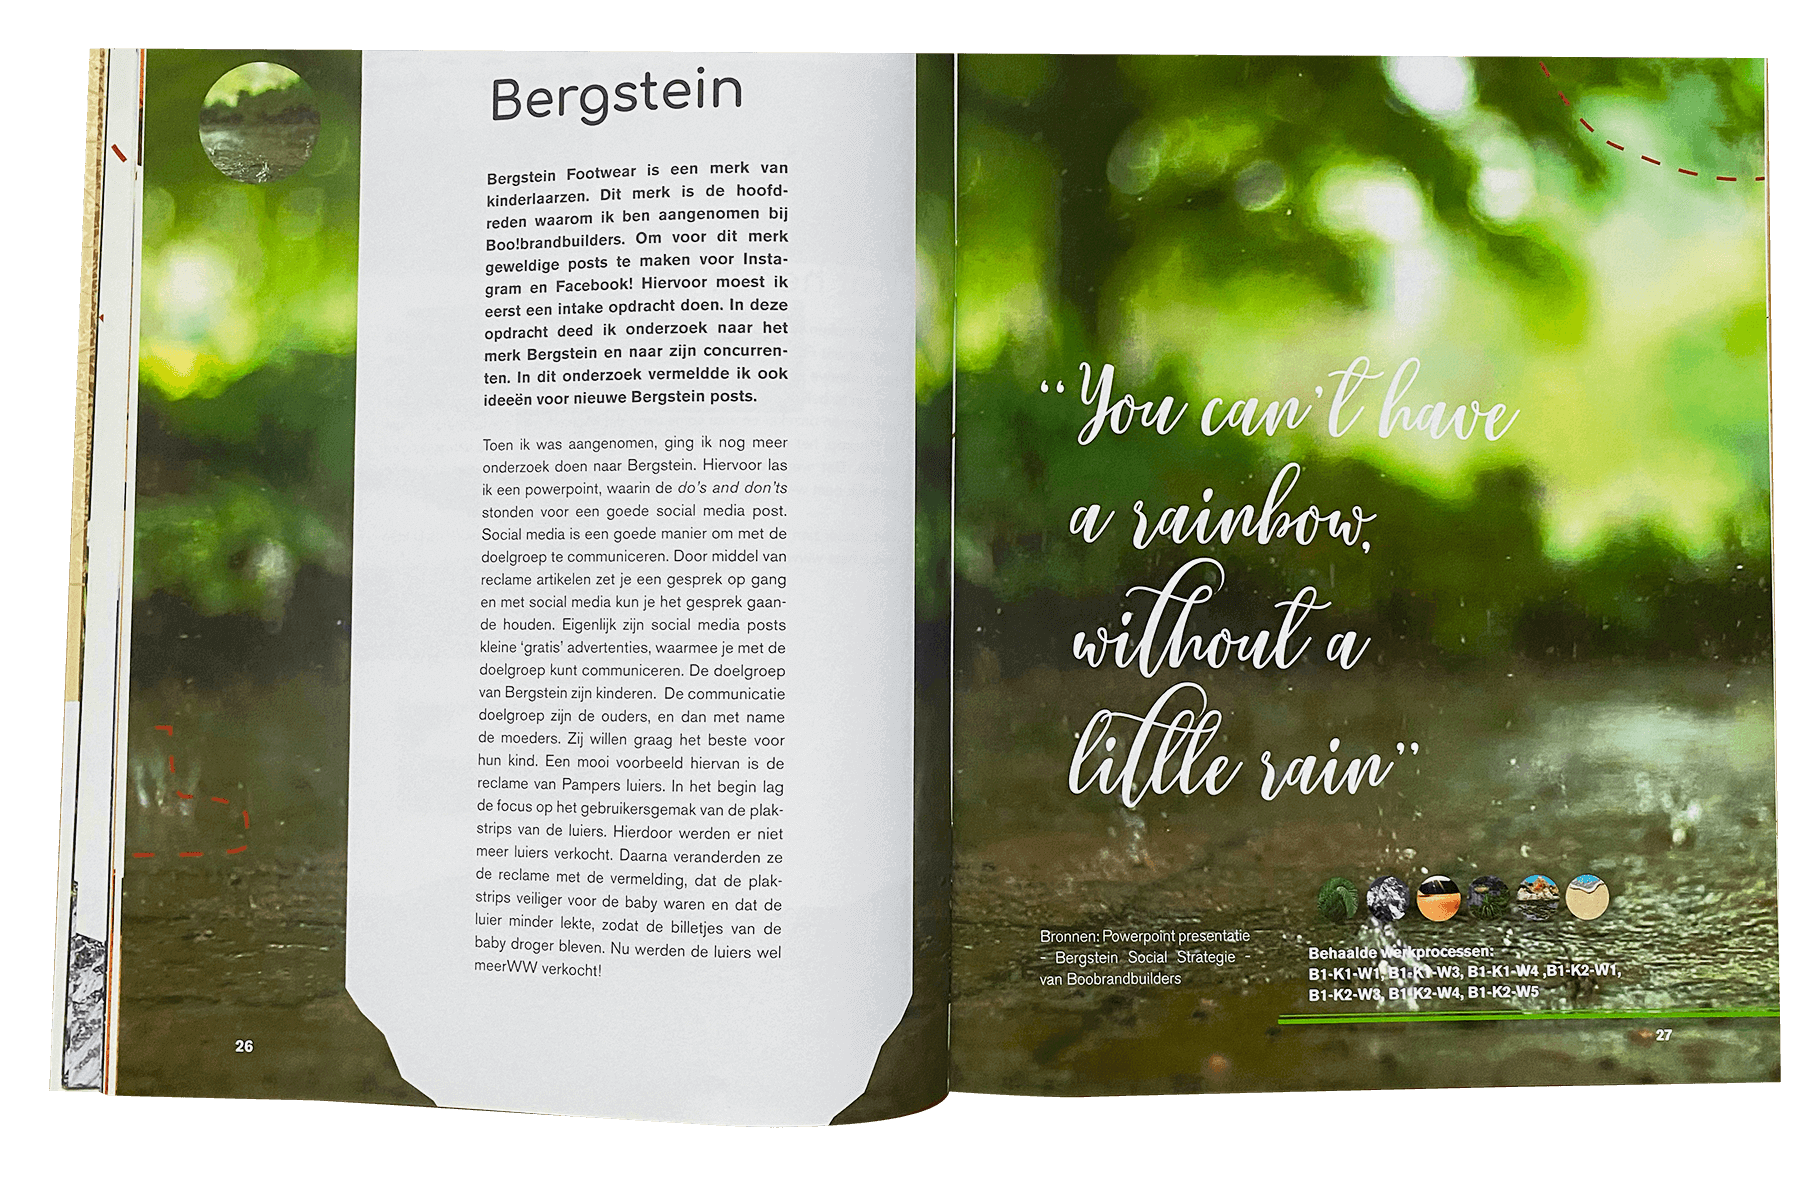 Bergstein
Bergstein Footwear is een merk van
kinderlaarzen. Dit merk is de hoofd-
reden waarom ik ben aangenomen bij
Boo!brandbuilders. Om voor dit merk
geweldige posts te maken voor Insta-
gram en Facebook! Hiervoor moest ik
eerst een intake opdracht doen. In deze
opdracht deed ik onderzoek naar het
merk Bergstein en naar zijn concurren-
ten. In dit onderzoek vermeldde ik ook
ideeën voor nieuwe Bergstein posts.
Toen ik was aangenomen, ging ik nog meer
onderzoek doen naar Bergstein. Hiervoor las
ik een powerpoint, waarin de do's and don'ts
stonden voor een goede social media post.
Social media is een goede manier om met de
doelgroep te communiceren. Door middel van
reclame artikelen zet je een gesprek op gang
en met social media kun je het gesprek gaan-
de houden. Eigenlijk zijn social media posts
kleine 'gratis' advertenties, waarmee je met de
doelgroep kunt communiceren. De doelgroep
van Bergstein zijn kinderen. De communicatie
doelgroep zijn de ouders, en dan met name
de moeders. Zij willen graag het beste voor
hun kind. Een mooi voorbeeld hiervan is de
reclame van Pampers luiers. In het begin lag
de focus op het gebruikersgemak van de plak-
strips van de luiers. Hierdoor werden er niet
meer luiers verkocht. Daarna veranderden ze
de reclame met de vermelding, dat de plak-
strips veiliger voor de baby waren en dat de
luier minder lekte, zodat de billetjes van de
baby droger bleven. Nu werden de luiers wel
meerWW verkocht!
26
"You can't have
a rainbow,
without a
little rain"
Bronnen: Powerpoint presentatie
- Bergstein Social Strategie -
van Boobrandbuilders
Behaalde werkprocessen:
B1-K1-W1, B1-K1-W3, B1-K1-W4 ,B1-K2-W1,
B1-K2-W3, B1-K2-W4, B1-K2-W5
27